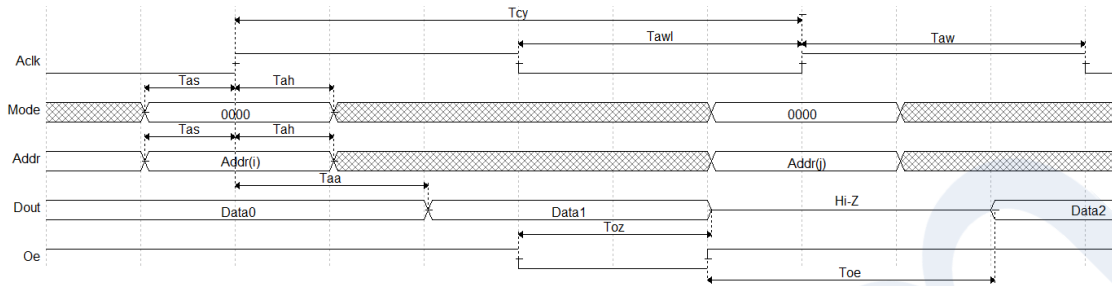 Tcy
Tawl Taw
Aclk
Tas Tah
Mode 0000 0000
Tas Tah
Addr Addr(i) Addr(j)
Taa
Dout Data0 Data1 Hi-Z Data2
Toz
Oe
Toe